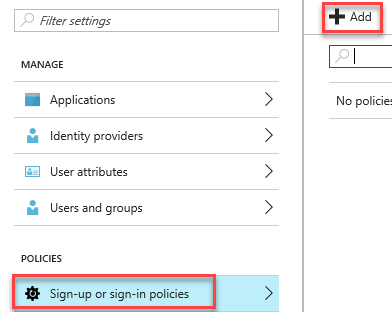 Filter settings
MANAGE
Applications
Identity providers
User attributes
Users and groups
POLICIES
Sign-up or sign-in policies
Add
No policies